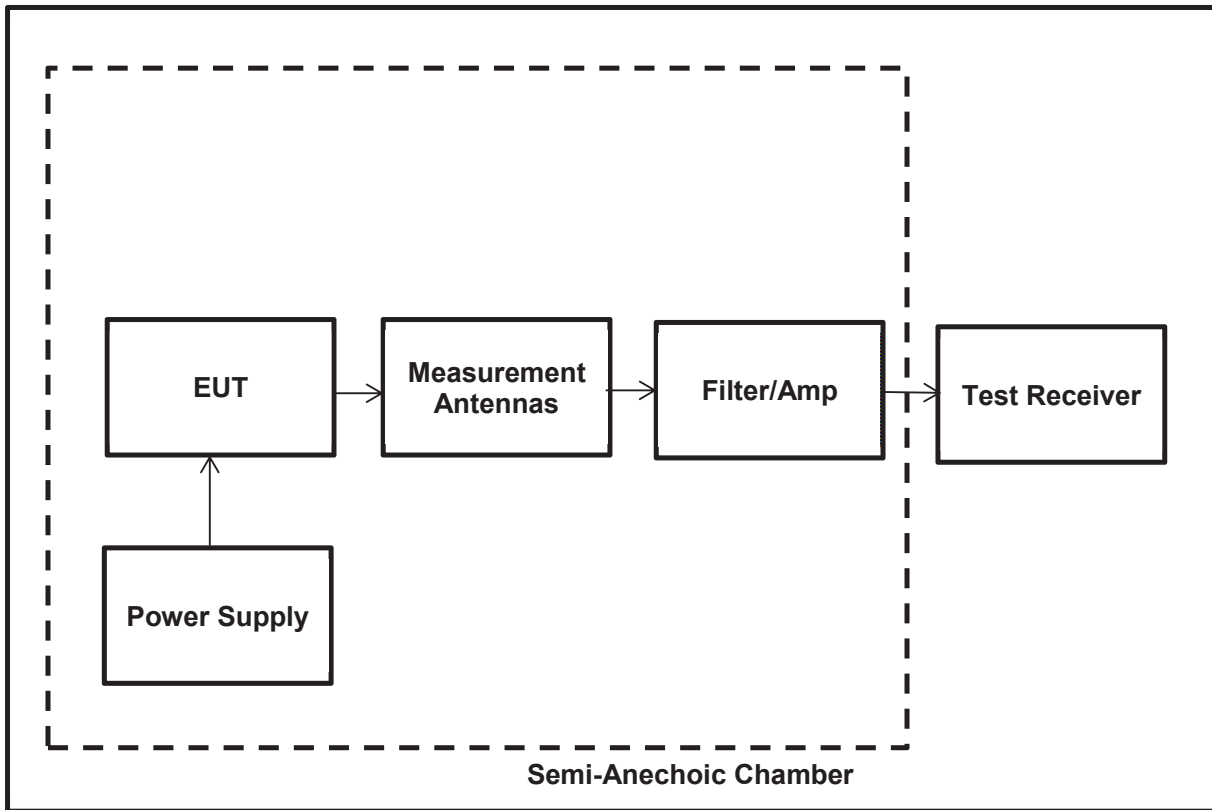 EUT
Measurement
Antennas
Filter/Amp
Test Receiver
Power Supply
Semi-Anechoic Chamber